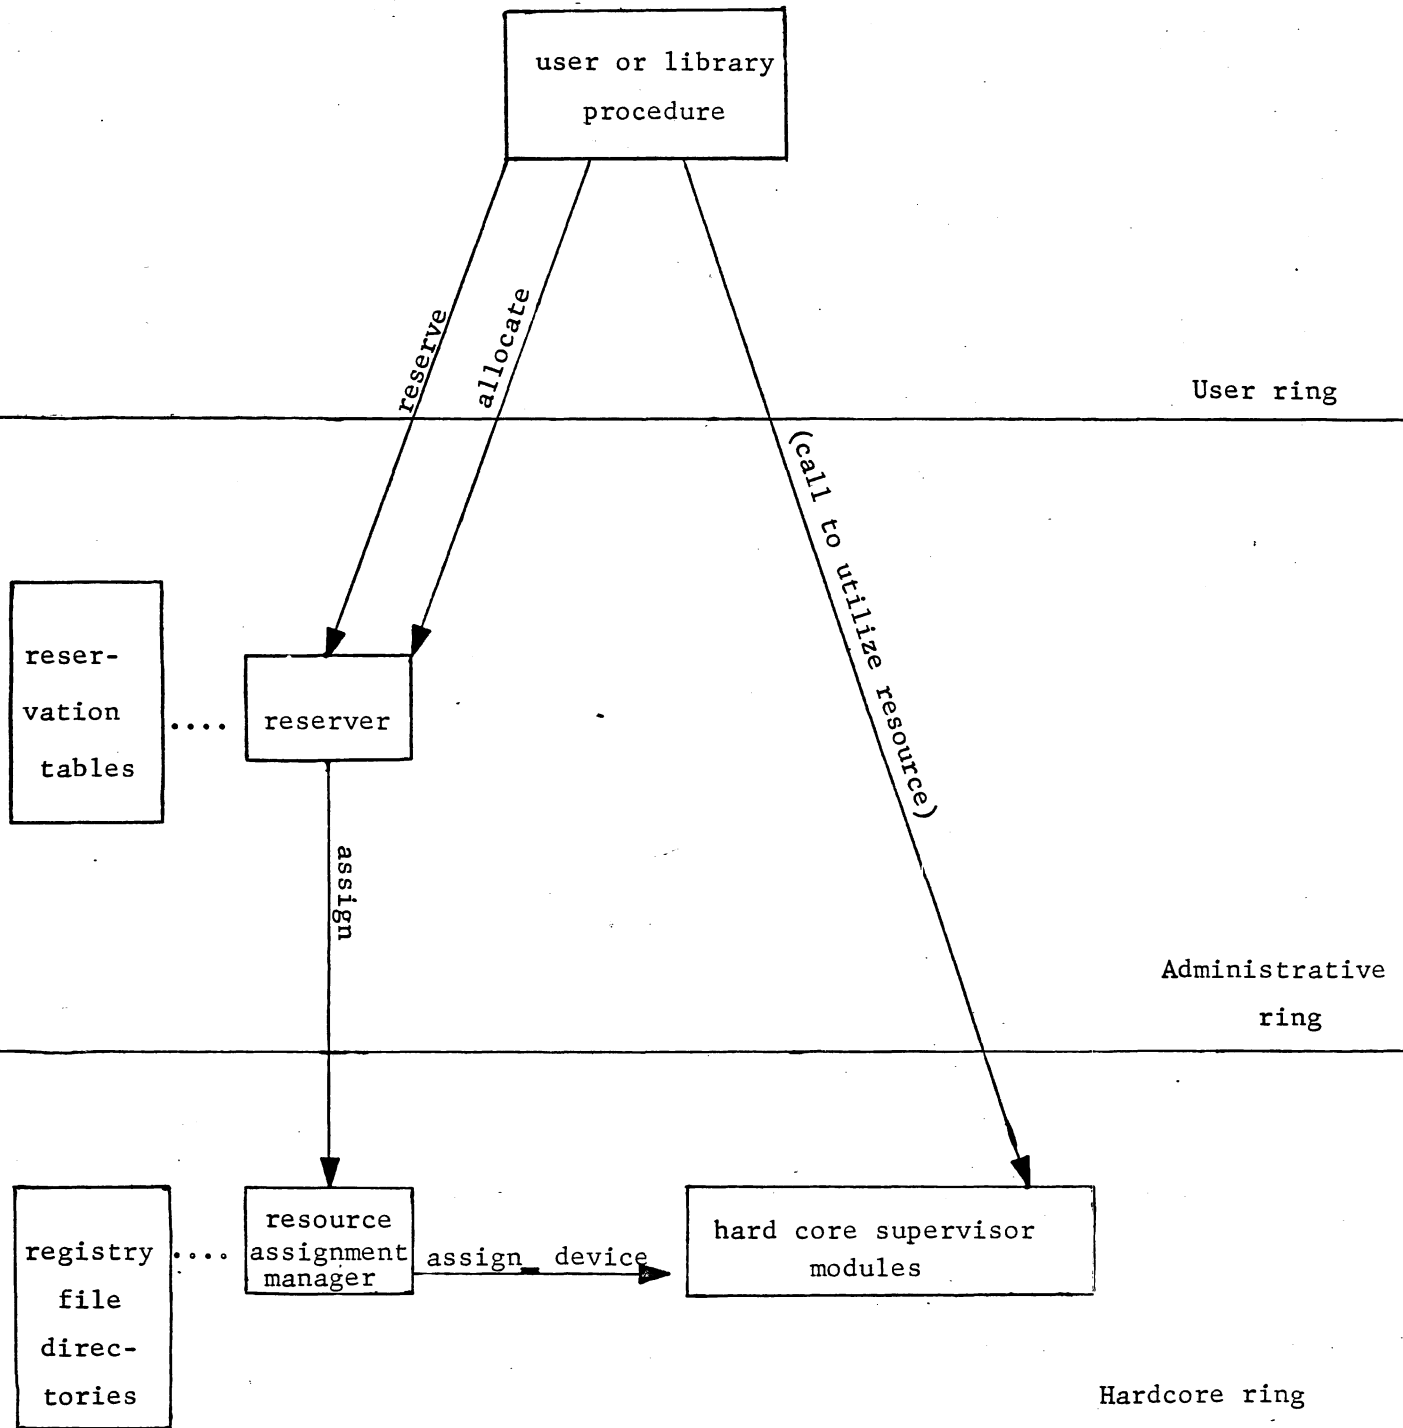 user or library
procedure
reserve
allocate
User ring
(call to utilize resource)
reser-
vation
tables
....
reserver
assign
Administrative
ring
registry
file
direc-
tories
....
resource
assignment
manager
assign_ device
hard core supervisor
modules
Hardcore ring